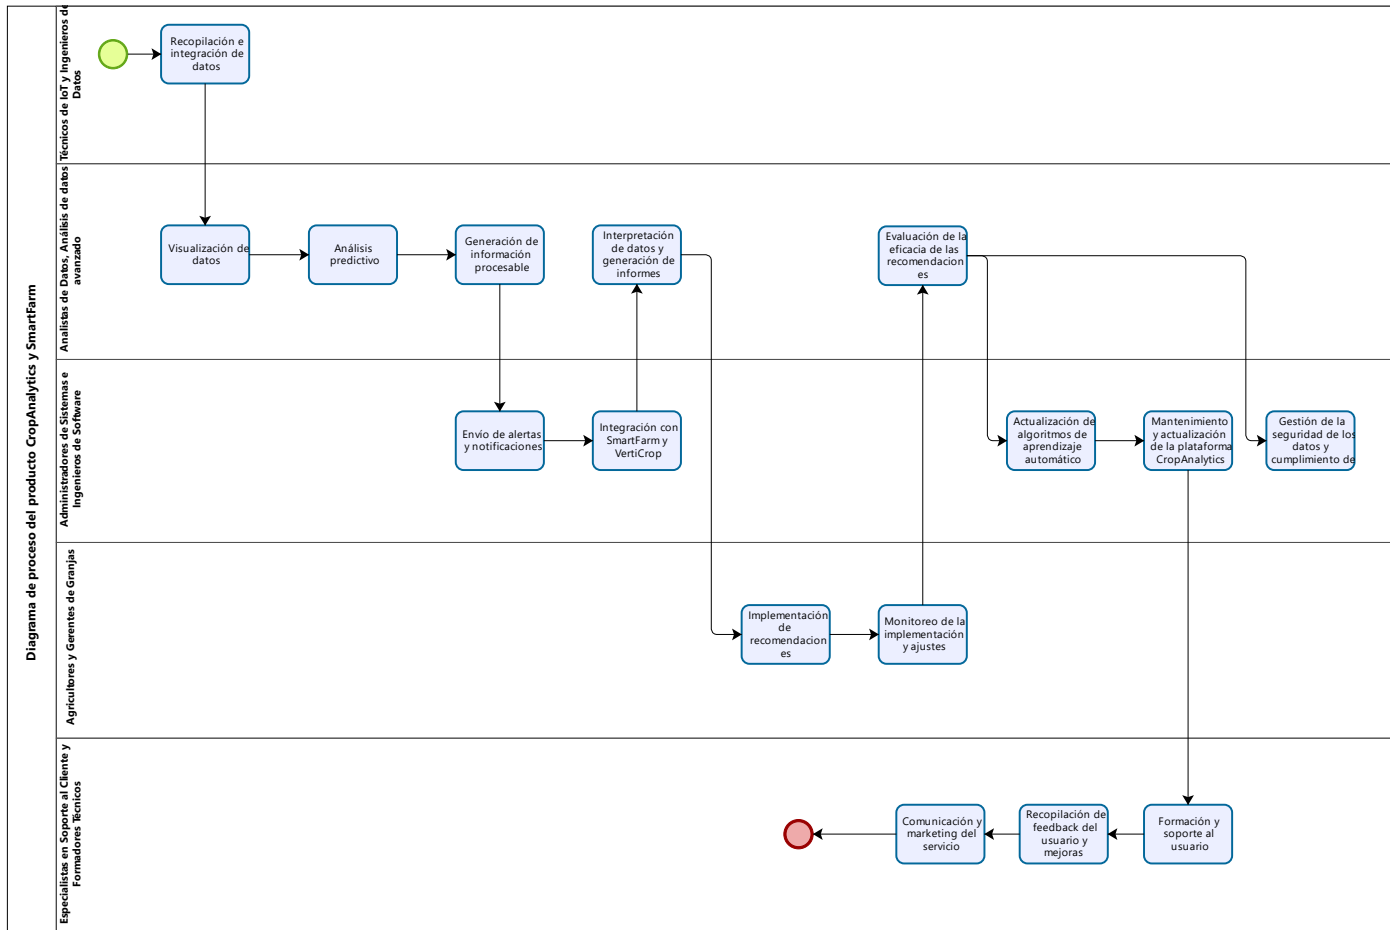 Diagrama de proceso del producto CropAnalytics y SmartFarm
Técnicos de IoT y Ingenieros de
Datos
Recopilación e
integración de
datos
Analistas de Datos, Análisis de datos
avanzado
Visualización de
datos
Análisis
predictivo
Generación de
información
procesable
Interpretación
de datos y
generación de
informes
Evaluación de la
eficacia de las
recomendacion
es
Administradores de Sistemas e
Ingenieros de Software
Envío de alertas
y notificaciones
Integración con
SmartFarm y
VertiCrop
Actualización de
algoritmos de
aprendizaje
automático
Mantenimiento
y actualización
de la plataforma
CropAnalytics
Gestión de la
seguridad de los
datos y
cumplimiento de
Agricultores y Gerentes de Granjas
Implementación
de
recomendacion
es
Monitoreo de la
implementación
y ajustes
Especialistas en Soporte al Cliente y
Formadores Técnicos
Comunicación y
marketing del
servicio
Recopilación de
feedback del
usuario y
mejoras
Formación y
soporte al
usuario